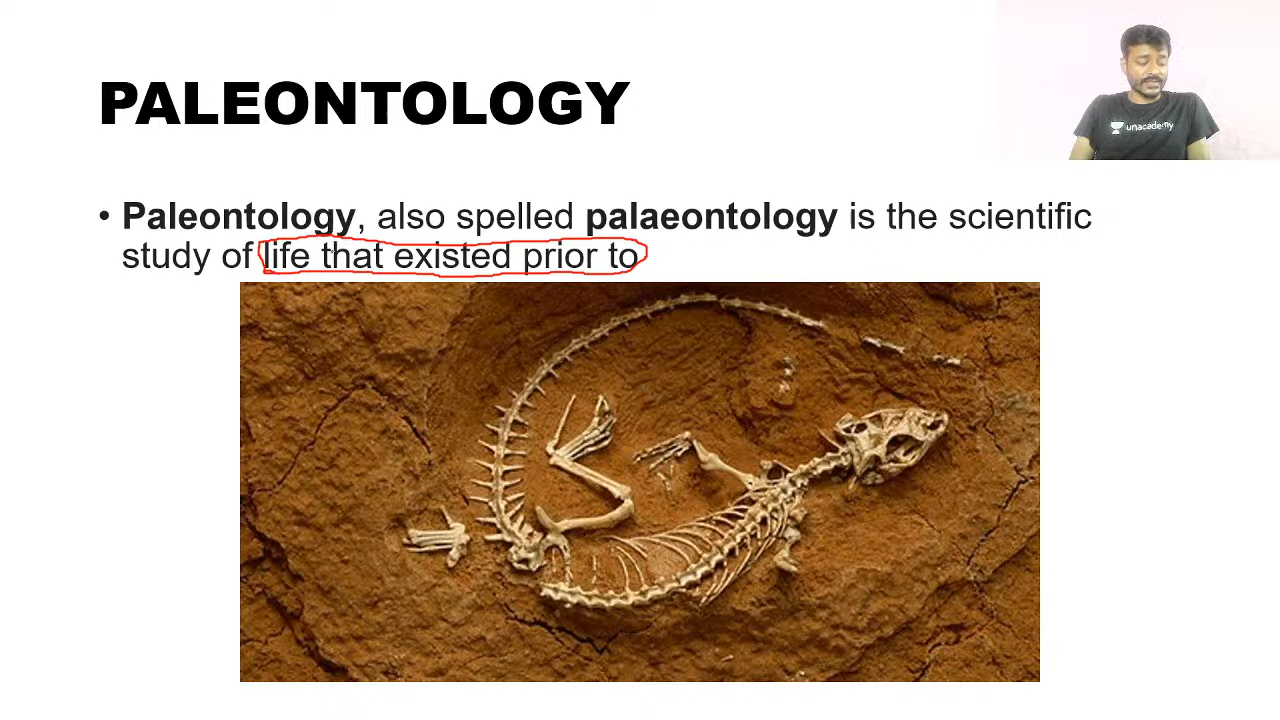 PALEONTOLOGY
unacademy
• Paleontology, also spelled palaeontology is the scientific
study of life that existed prior to